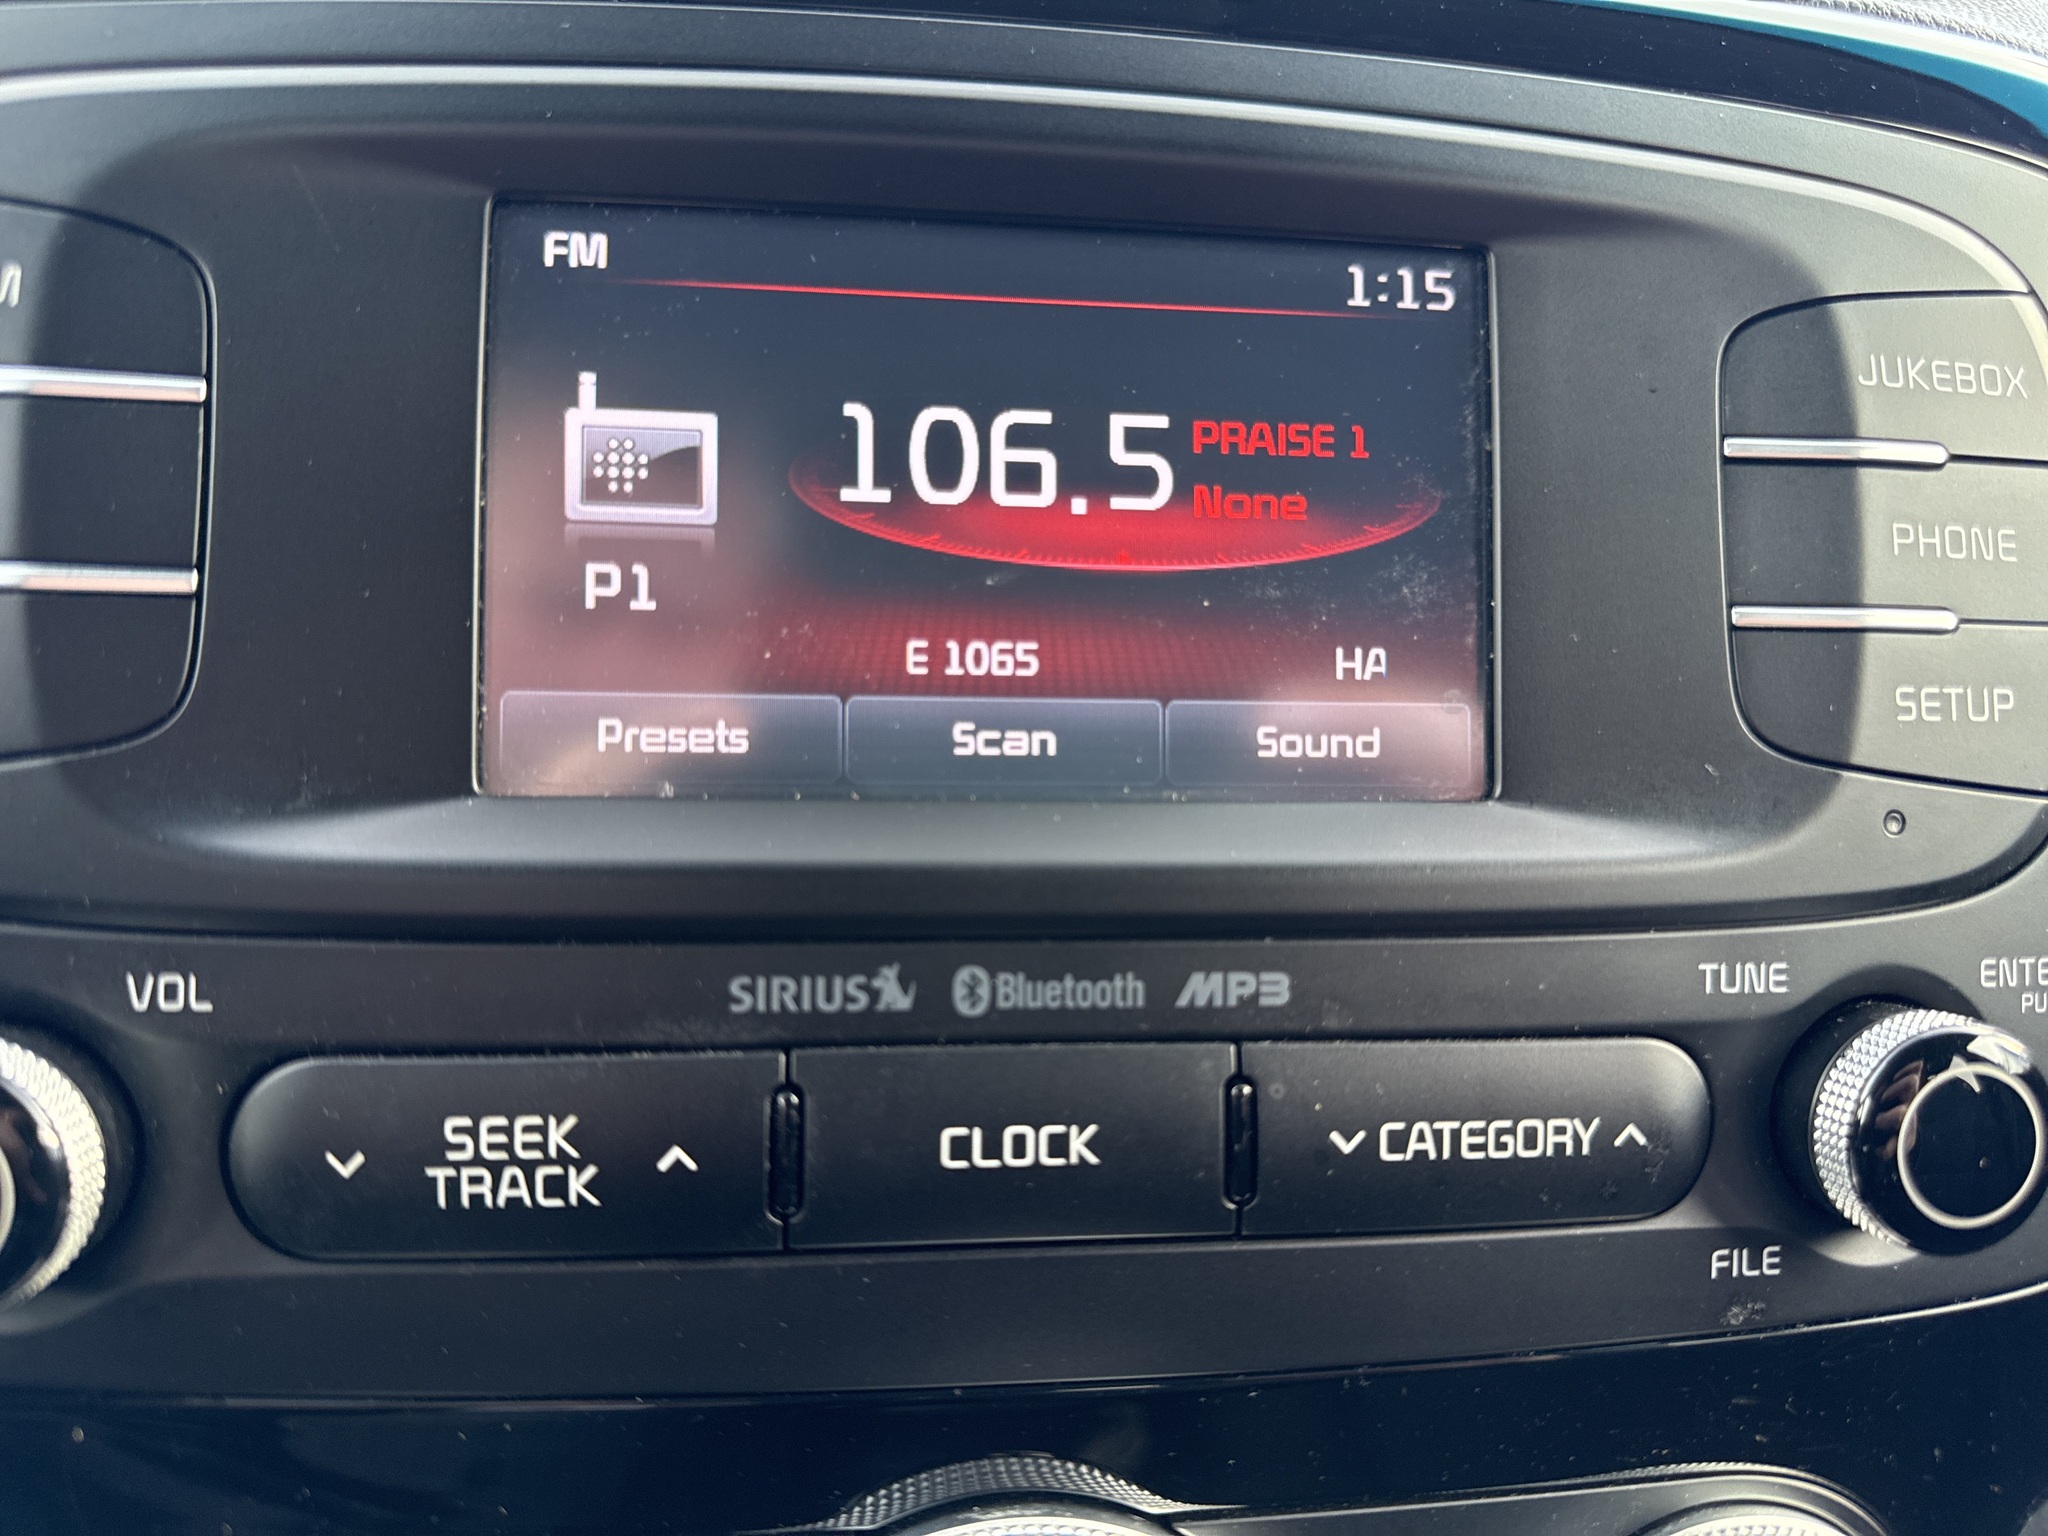 FM
1:15
106.5
PRAISE 1
None
P1
E 1065
HA
Presets
Scan
Sound
JUKEBOX
PHONE
SETUP
VOL
SIRIUS
Bluetooth
MP3
TUNE
SEEK
TRACK
CLOCK
CATEGORY
FILE